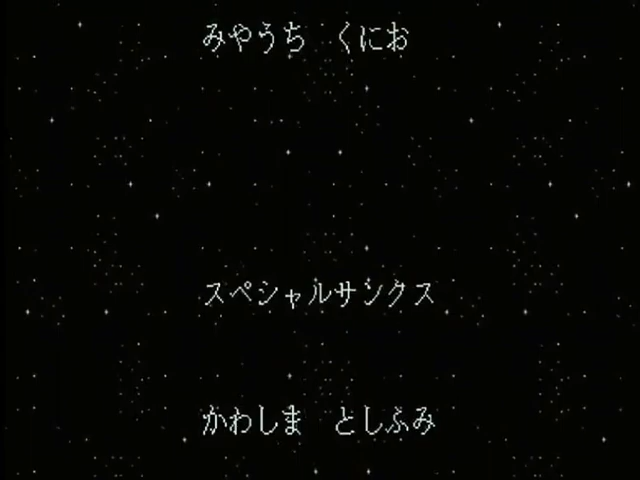 みやうち　くにお
スペシャルサンクス
かわしま　としふみ